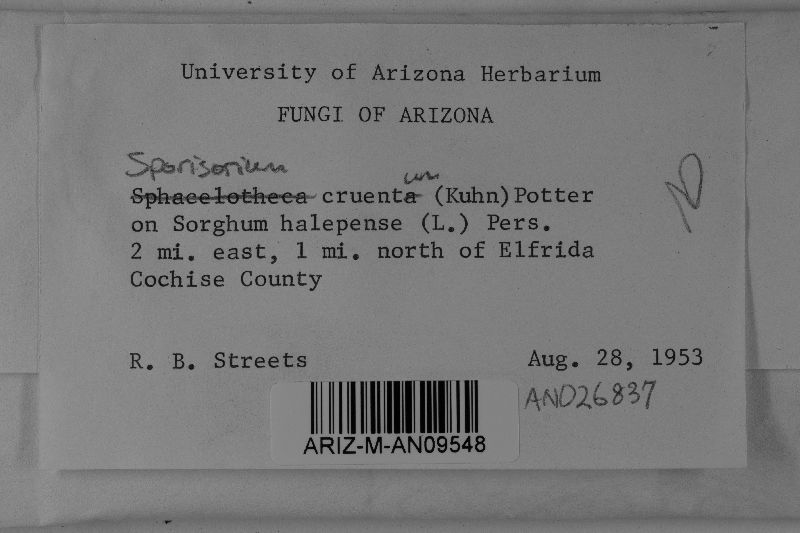 University of Arizona Herbarium
FUNGI OF ARIZONA
Sporisorium
Sphacelotheca cruenta um (Kuhn)Potter
on Sorghum halepense (L.) Pers.
2 mi. east, 1 mi. north of Elfrida
Cochise County
R. B. Streets Aug. 28, 1953
AN026837
ARIZ-M-AN09548